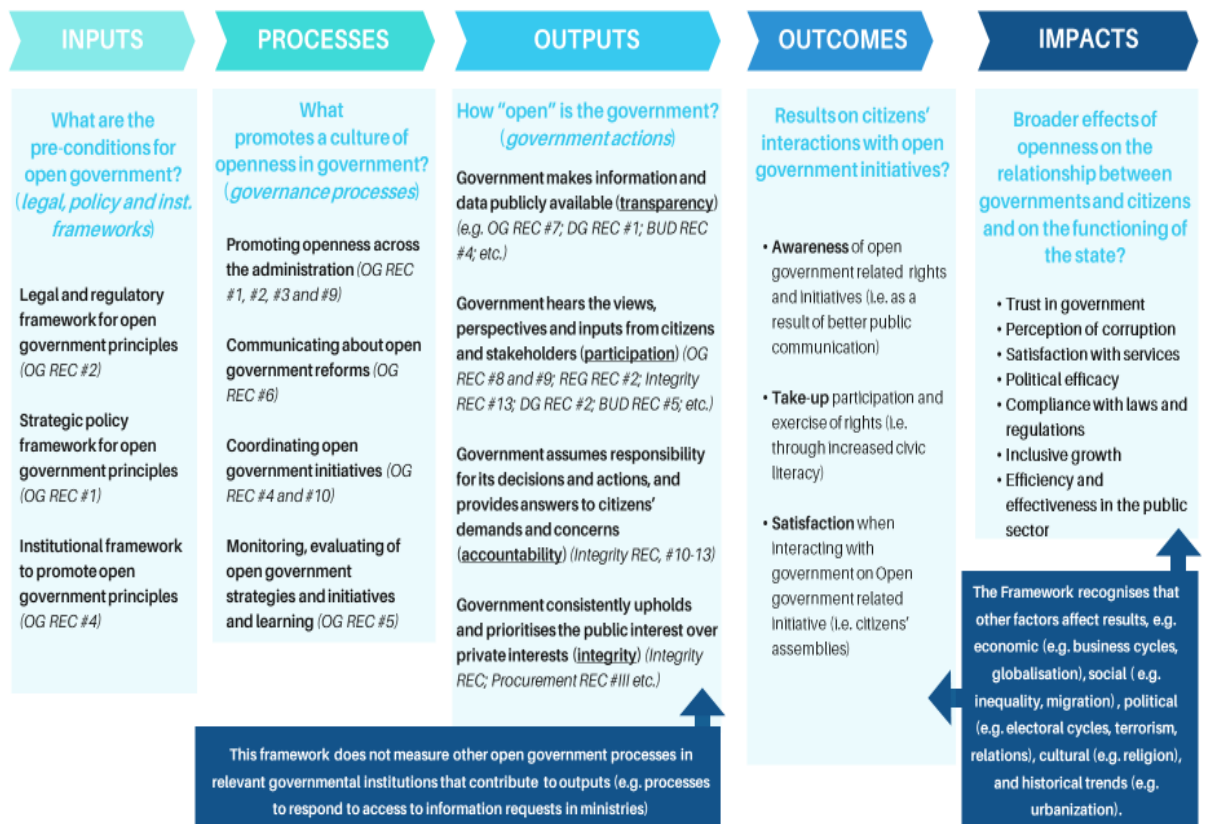 INPUTS
What are the
pre-conditions for
open government?
(legal, policy and inst.
frameworks)
Legal and regulatory
framework for open
government principles
(OG REC #2)
Strategic policy
framework for open
government principles
(OG REC #1)
Institutional framework
to promote open
government principles
(OG REC #4)
PROCESSES
What
promotes a culture of
openness in government?
(governance processes)
Promoting openness across
the administration (OG REC
#1, #2, #3 and #9)
Communicating about open
government reforms (OG
REC #6)
Coordinating open
government initiatives (OG
REC #4 and #10)
Monitoring, evaluating of
open government
strategies and initiatives
and learning (OG REC #5)
OUTPUTS
How "open" is the government?
(government actions)
Government makes information and
data publicly available (transparency)
(e.g. OG REC #7; DG REC #1; BUD REC
#4; etc.)
Government hears the views,
perspectives and inputs from citizens
and stakeholders (participation) (OG
REC #8 and #9; REG REC #2; Integrity
REC #13; DG REC #2; BUD REC #5; etc.)
Government assumes responsibility
for its decisions and actions, and
provides answers to citizens'
demands and concerns
(accountability) (Integrity REC, #10-13)
Government consistently upholds
and prioritises the public interest over
private interests (integrity) (Integrity
REC; Procurement REC #III etc.)
This framework does not measure other open government processes in
relevant governmental institutions that contribute to outputs (e.g. processes
to respond to access to information requests in ministries)
OUTCOMES
Results on citizens'
interactions with open
government initiatives?
• Awareness of open
government related rights
and initiatives (i.e. as a
result of better public
communication)
• Take-up participation and
exercise of rights (i.e.
through increased civic
literacy)
• Satisfaction when
interacting with
government on Open
government related
initiative (i.e. citizens'
assemblies)
IMPACTS
Broader effects of
openness on the
relationship between
governments and citizens
and on the functioning of
the state?
• Trust in government
• Perception of corruption
• Satisfaction with services
• Political efficacy
• Compliance with laws and
regulations
• Inclusive growth
• Efficiency and
effectiveness in the public
sector
The Framework recognises that
other factors affect results, e.g.
economic (e.g. business cycles,
globalisation), social ( e.g.
inequality, migration) , political
(e.g. electoral cycles, terrorism,
relations), cultural (e.g. religion),
and historical trends (e.g.
urbanization).